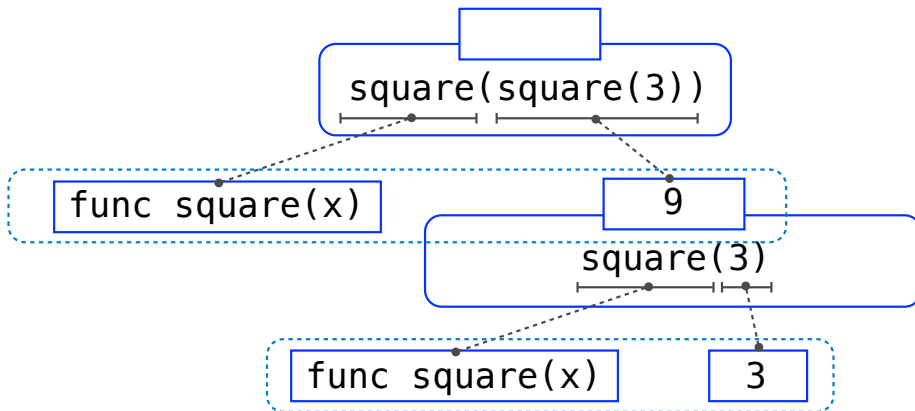 square(square(3))
func square(x)
9
square(3)
func square(x)
3